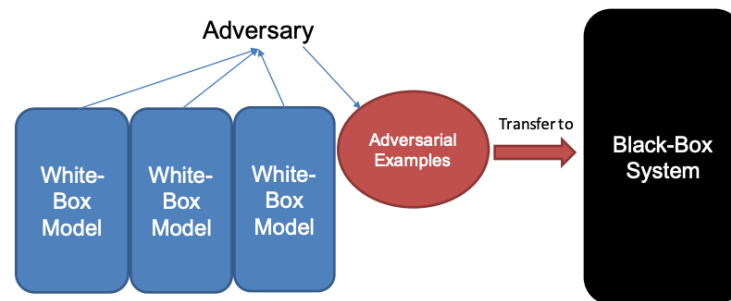 Adversary
White-
Box
Model
White-
Box
Model
White-
Box
Model
Adversarial
Examples
Transfer to
Black-Box
System